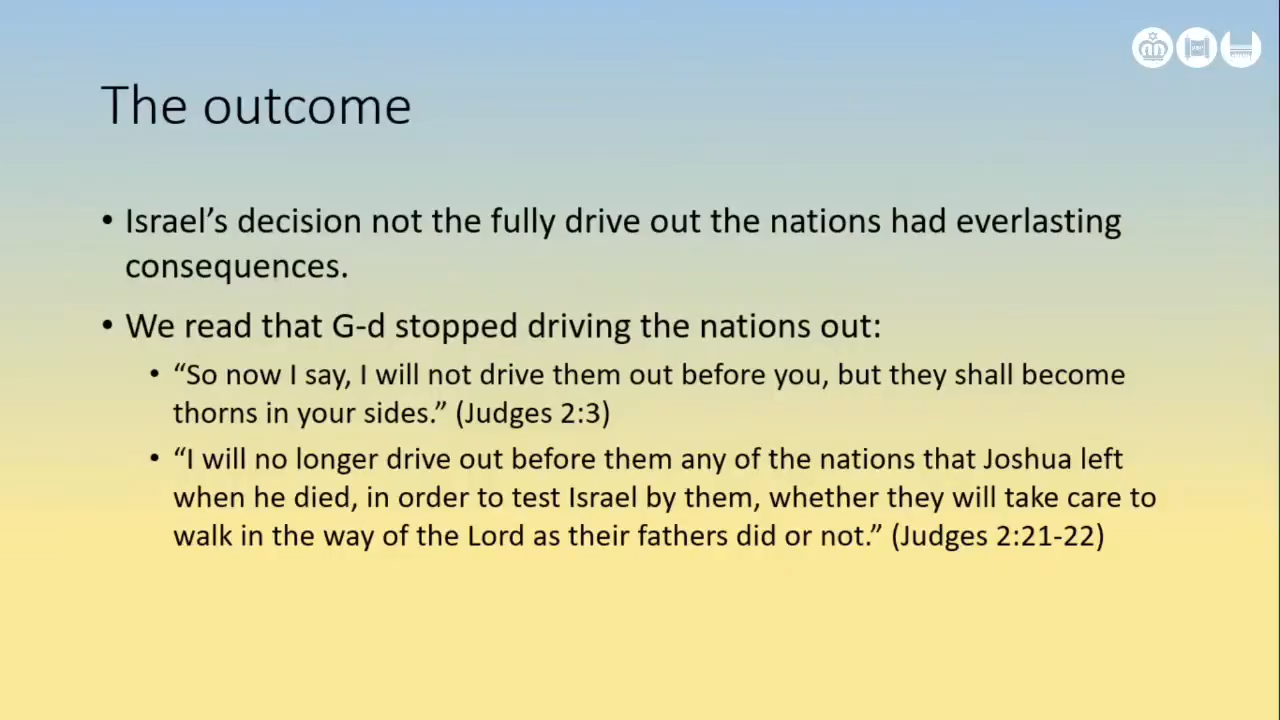 The outcome
• Israel’s decision not the fully drive out the nations had everlasting
consequences.
• We read that G-d stopped driving the nations out:
• “So now I say, I will not drive them out before you, but they shall become
thorns in your sides.” (Judges 2:3)
• “I will no longer drive out before them any of the nations that Joshua left
when he died, in order to test Israel by them, whether they will take care to
walk in the way of the Lord as their fathers did or not.” (Judges 2:21-22)